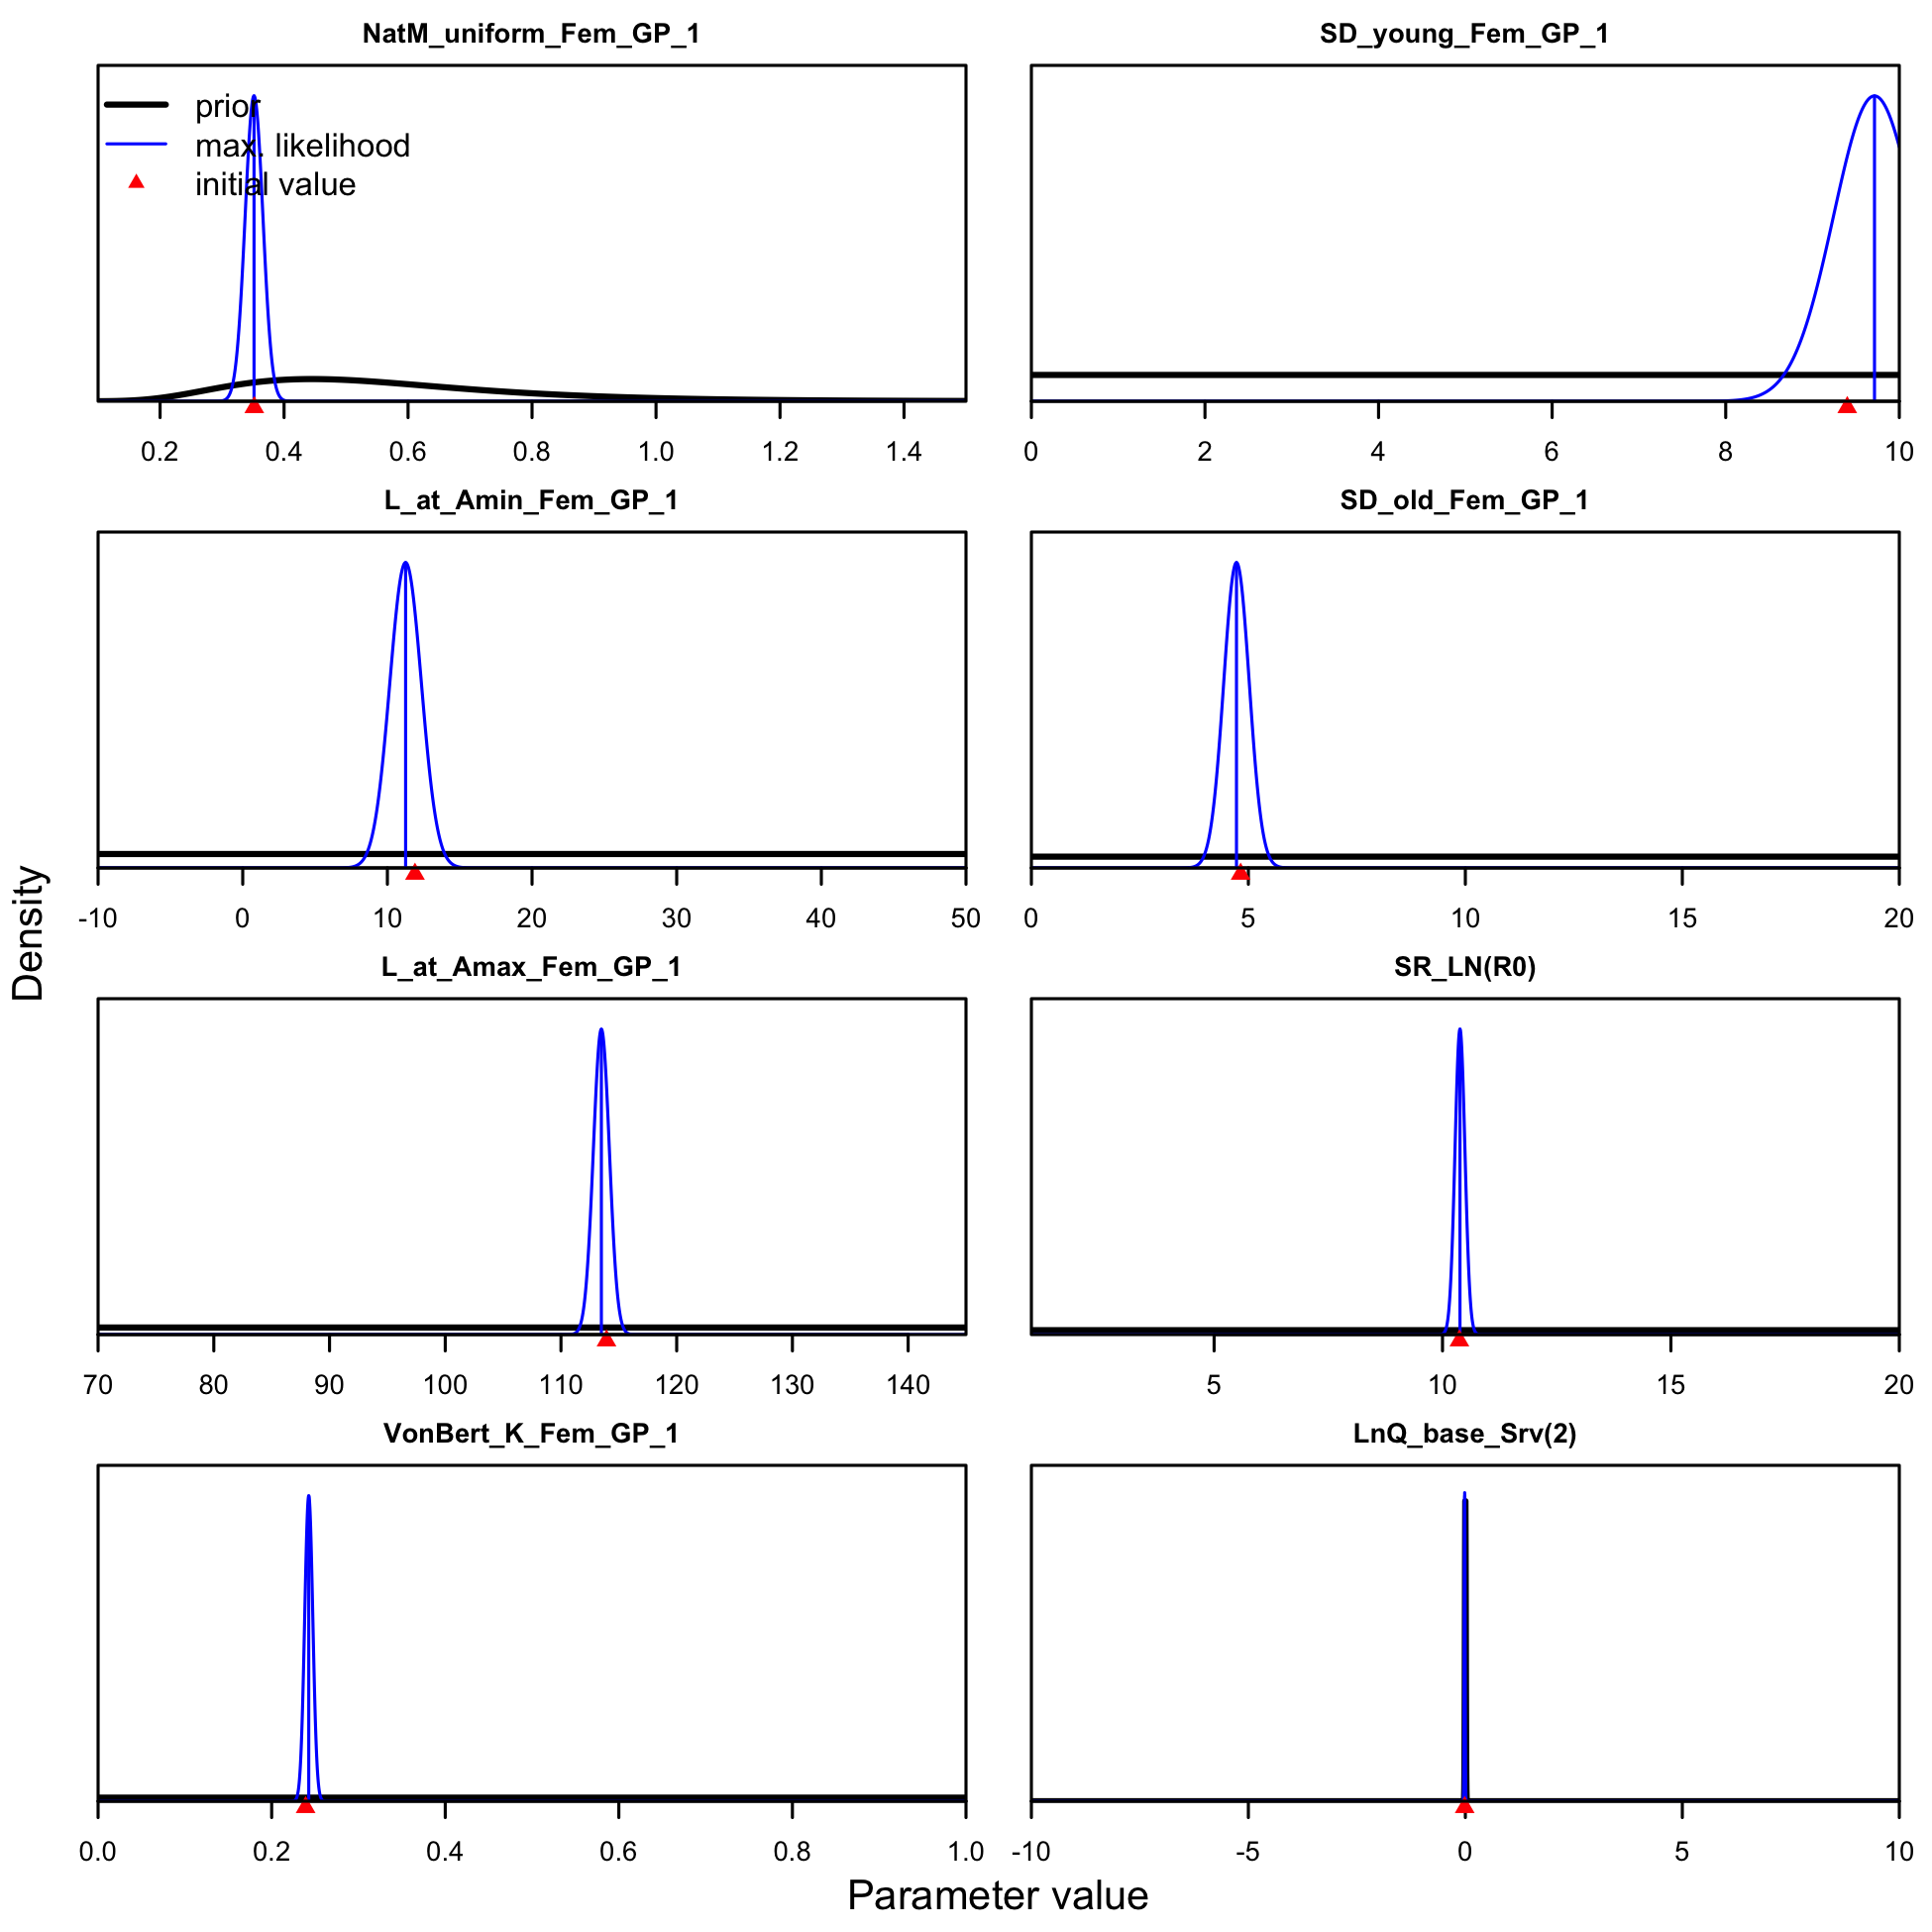 NatM_uniform_Fem_GP_1
prior
max. likelihood
initial value
0.2 0.4 0.6 0.8 1.0 1.2 1.4
SD_young_Fem_GP_1
0 2 4 6 8 10
L_at_Amin_Fem_GP_1
-10 0 10 20 30 40 50
SD_old_Fem_GP_1
0 5 10 15 20
L_at_Amax_Fem_GP_1
70 80 90 100 110 120 130 140
SR_LN(R0)
5 10 15 20
VonBert_K_Fem_GP_1
0.0 0.2 0.4 0.6 0.8 1.0
LnQ_base_Srv(2)
-10 -5 0 5 10
Density
Parameter value